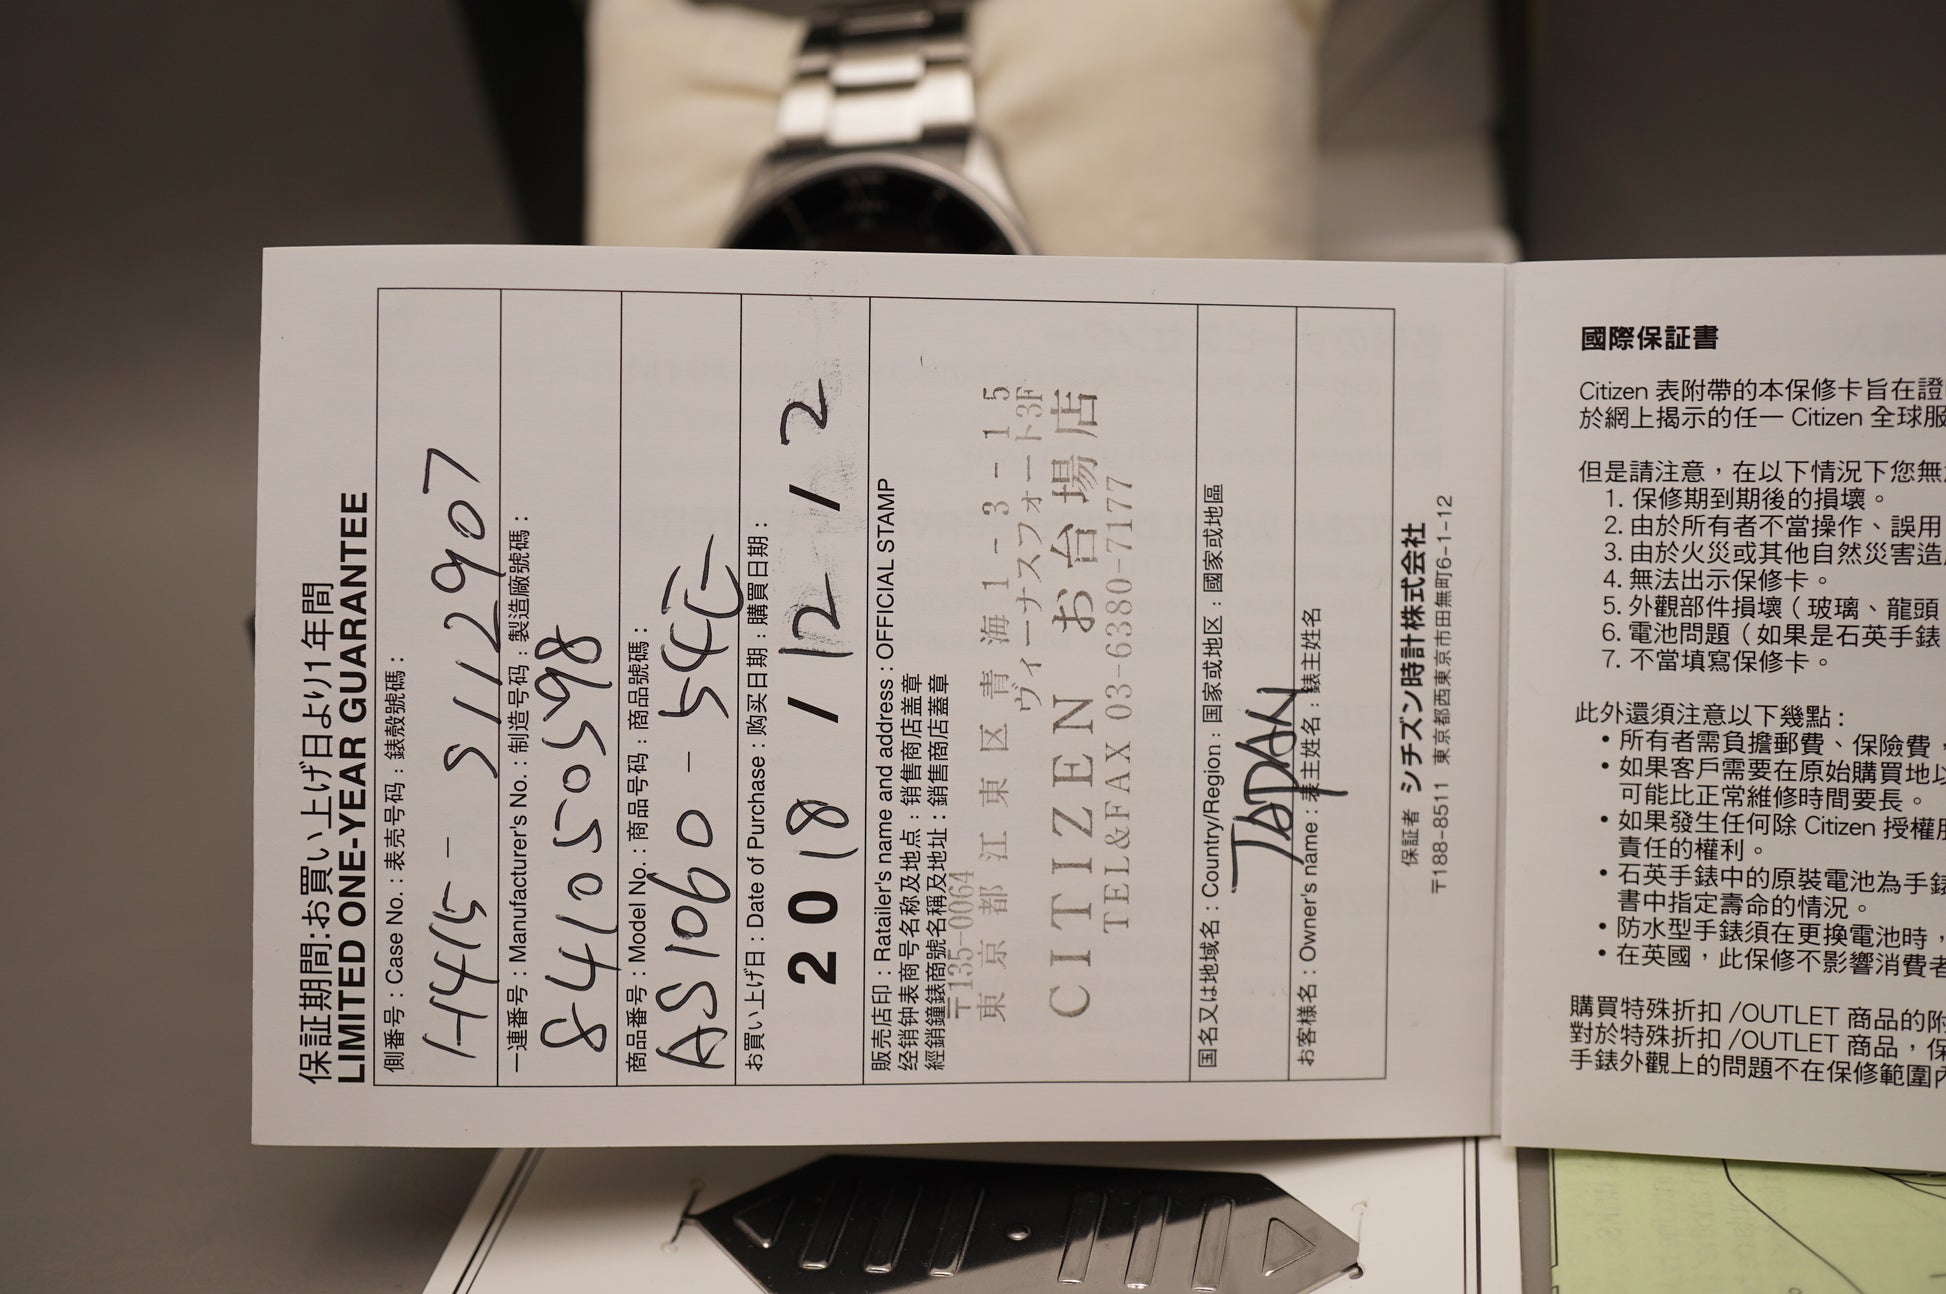 保証期間:お買い上げ日より1年間
LIMITED ONE-YEAR GUARANTEE
側番号：Case No.：表壳号码：錶殼號碼：
H415 - S112907
一連番号：Manufacturer's No.：制造号码：製造廠號碼：
8410505098
商品番号：Model No.：商品号码：商品號碼：
AS1060 - 54E
お買い上げ日：Date of Purchase：购买日期：購買日期：
2018 / 12 / 2
販売店印：Ratailer's name and address：OFFICIAL STAMP
经销钟表商号名称及地点：销售商店盖章
經銷鐘錶商號名稱及地址：銷售商店蓋章
〒135-0064
東京都江東区青海1-3-15
ヴィーナスフォート3F
CITIZEN お台場店
TEL&FAX 03-6380-7177
国名又は地域名：Country/Region：国家或地区：國家或地區
JAPAN
お客様名：Owner's name：表主姓名：錶主姓名
保証者 シチズン時計株式会社
〒188-8511 東京都西東京市田無町6-1-12
國際保証書
Citizen 表附帶的本保修卡旨在證
於網上揭示的任一 Citizen 全球服
但是請注意，在以下情況下您無
1. 保修期到期後的損壞。
2. 由於所有者不當操作、誤用
3. 由於火災或其他自然災害造
4. 無法出示保修卡。
5. 外觀部件損壞（玻璃、龍頭
6. 電池問題（如果是石英手錶
7. 不當填寫保修卡。
此外還須注意以下幾點：
• 所有者需負擔郵費、保險費，
• 如果客戶需要在原始購買地以
可能比正常維修時間要長。
• 如果發生任何除 Citizen 授權
責任的權利。
• 石英手錶中的原裝電池為手錶
書中指定壽命的情況。
• 防水型手錶須在更換電池時，
• 在英國，此保修不影響消費者
購買特殊折扣 /OUTLET 商品的附
對於特殊折扣 /OUTLET 商品，保
手錶外觀上的問題不在保修範圍內